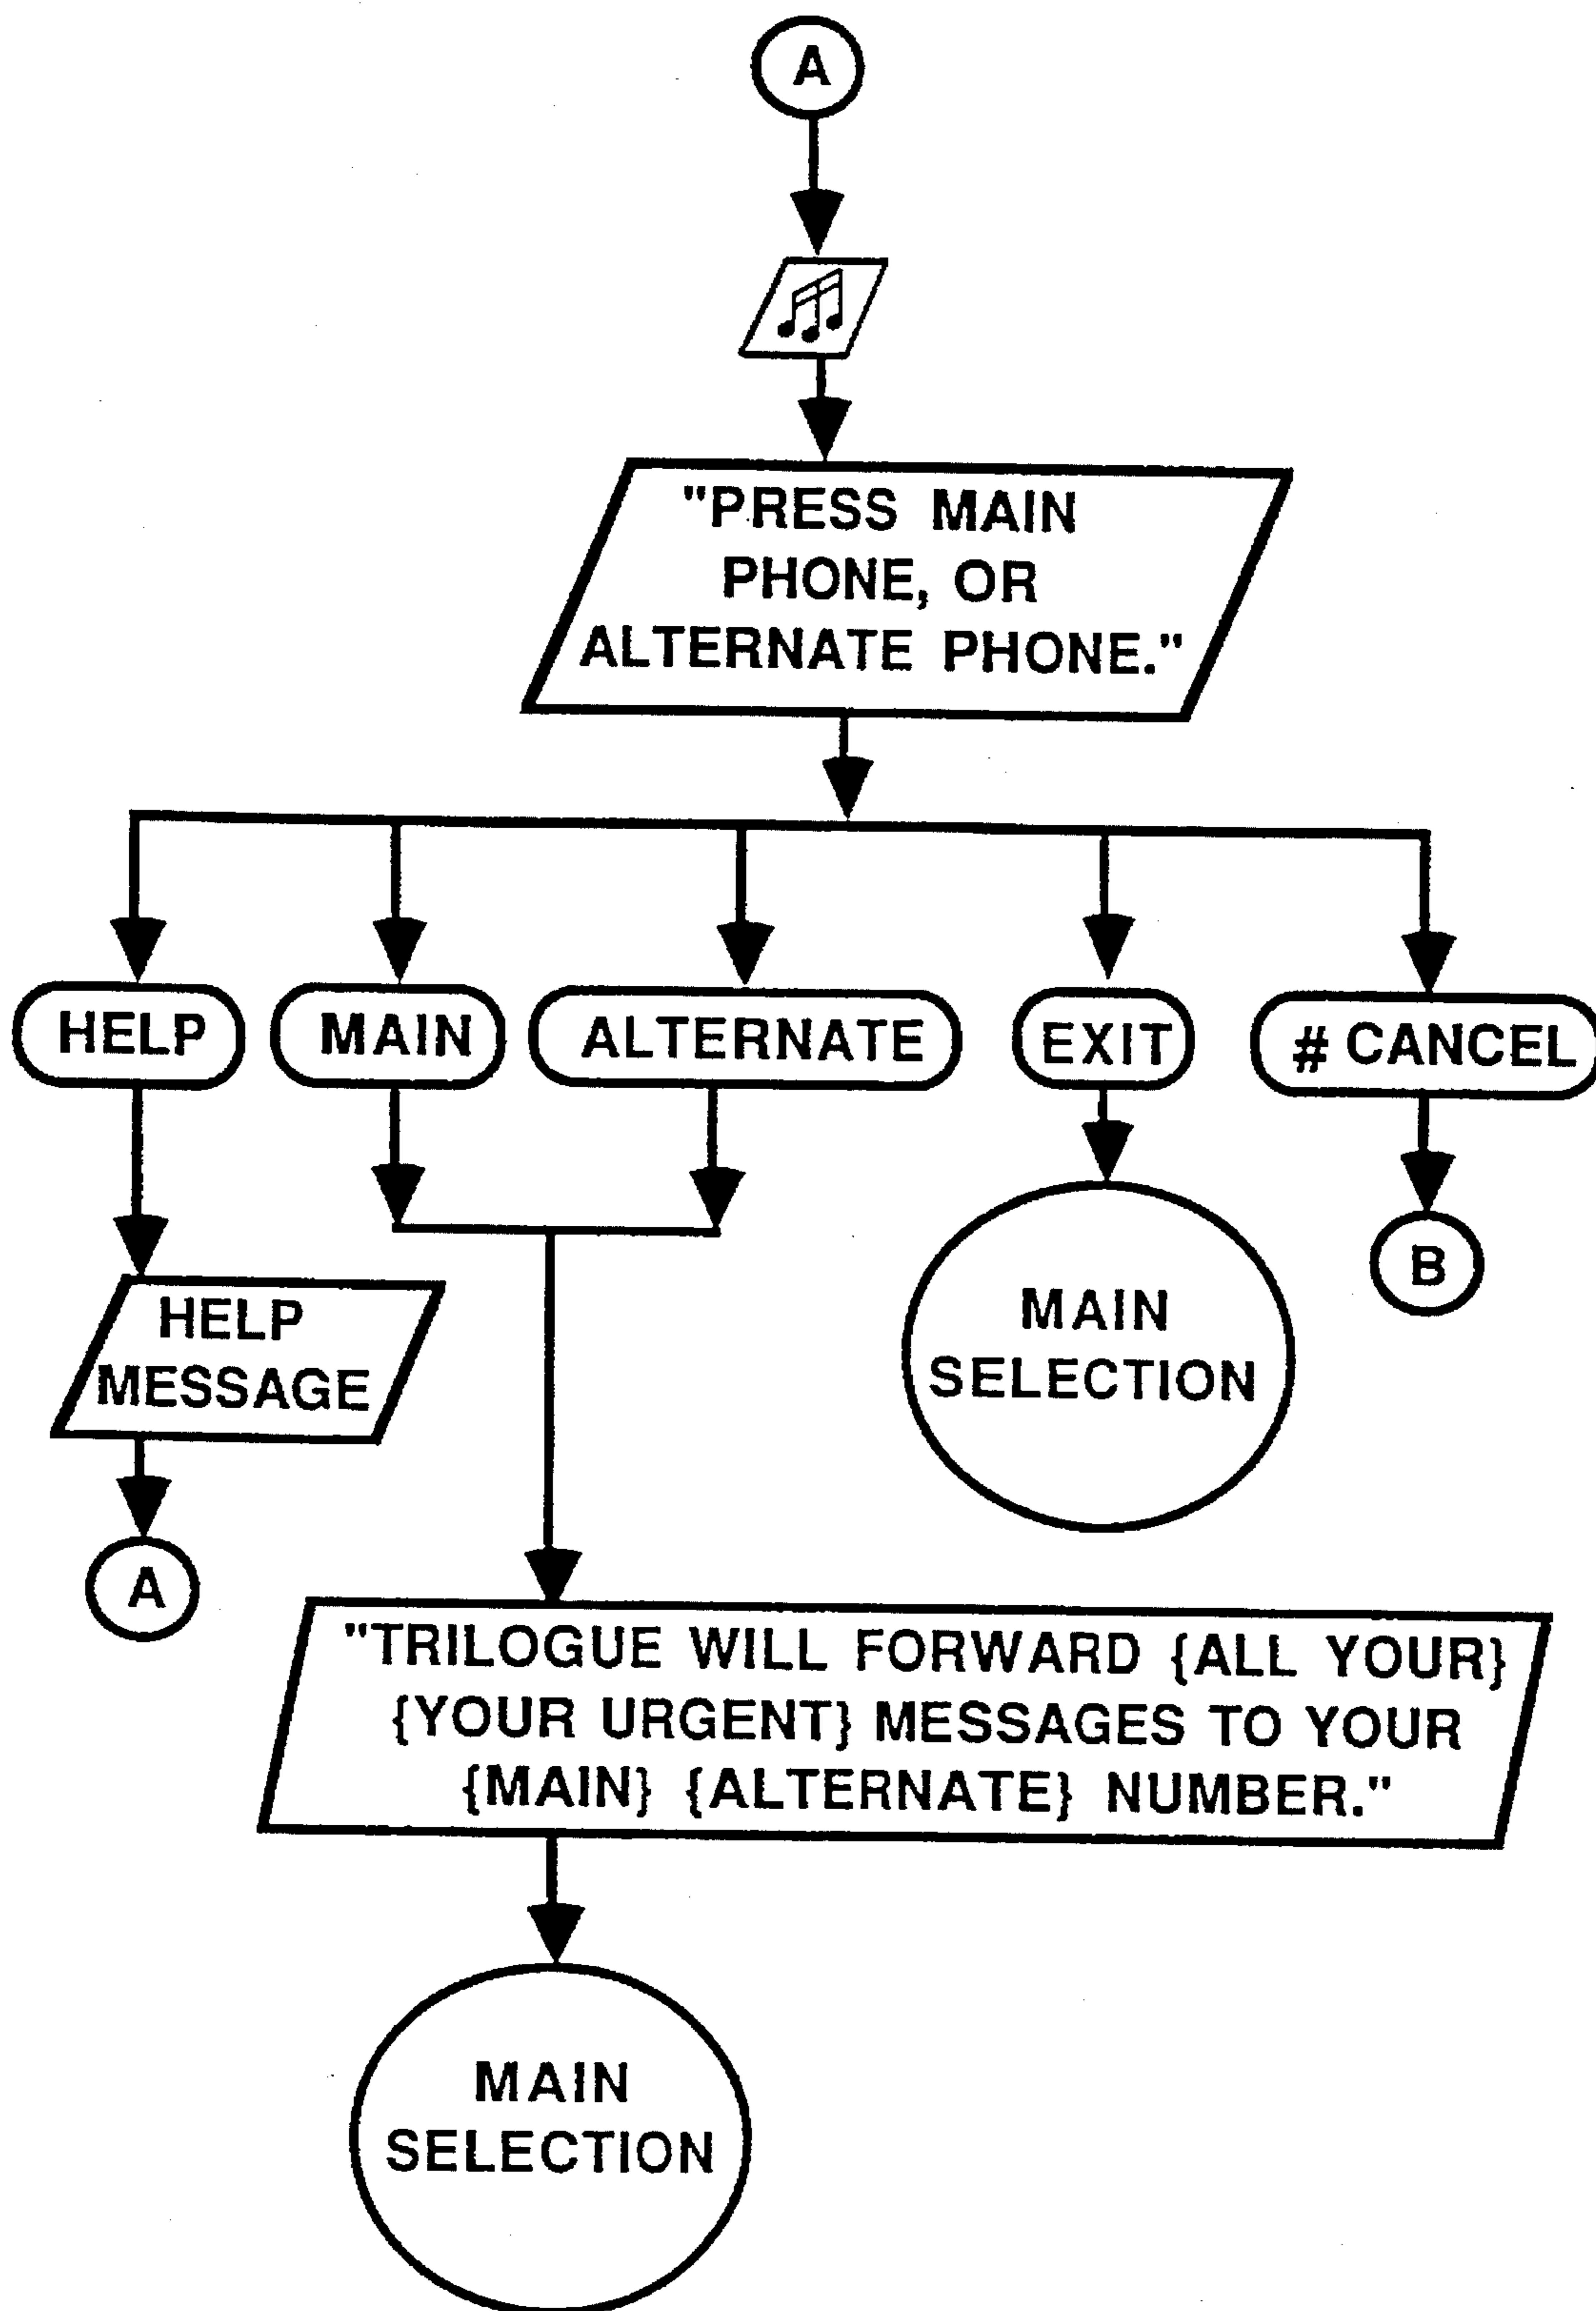 A
"PRESS MAIN
PHONE, OR
ALTERNATE PHONE."
HELP
MAIN
ALTERNATE
EXIT
# CANCEL
HELP
MESSAGE
A
MAIN
SELECTION
B
"TRILOGUE WILL FORWARD {ALL YOUR}
{YOUR URGENT} MESSAGES TO YOUR
{MAIN} {ALTERNATE} NUMBER."
MAIN
SELECTION